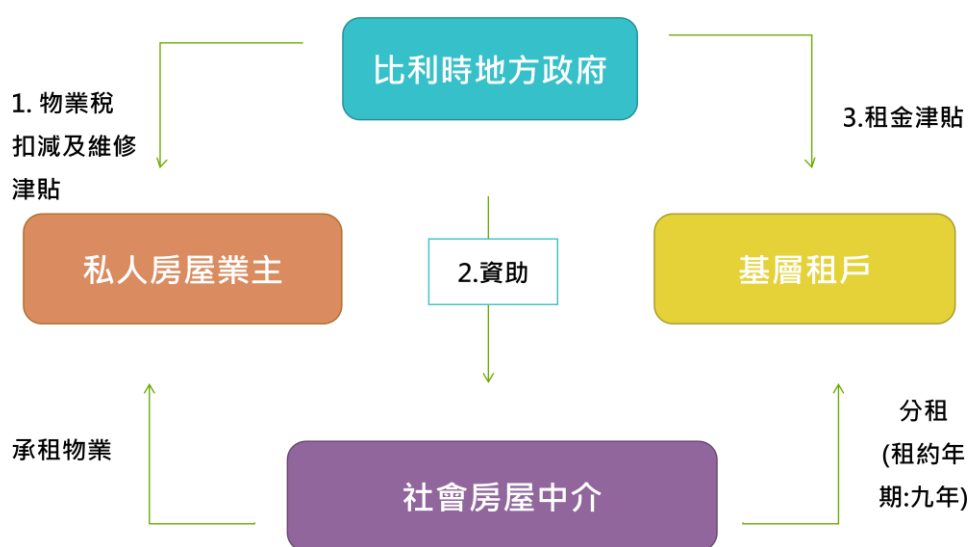 比利時地方政府
1. 物業稅
扣減及維修
津貼
3.租金津貼
私人房屋業主
2.資助
基層租戶
承租物業
分租
(租約年
期:九年)
社會房屋中介